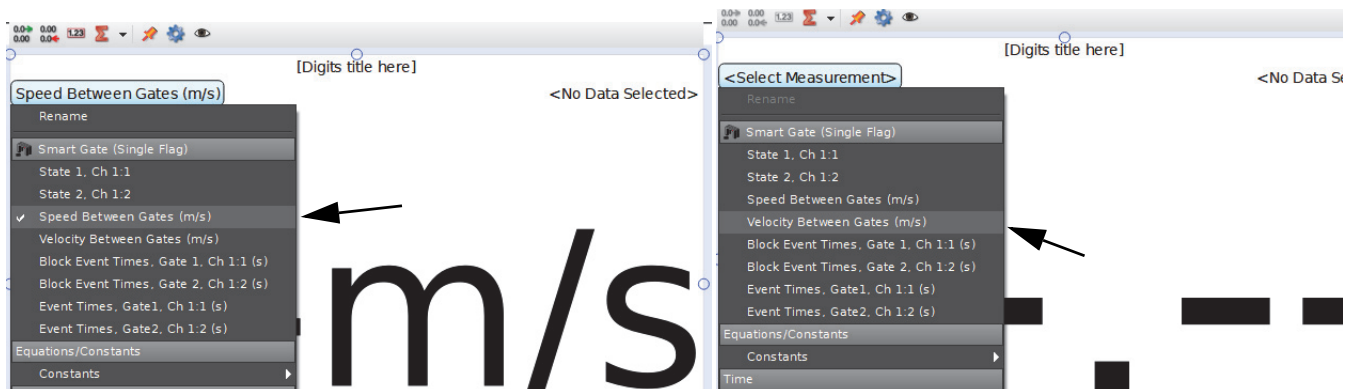 0.0 0.00 1.23
0.00 0.0
[Digits title here]
Speed Between Gates (m/s)
<No Data Selected>
Rename
Smart Gate (Single Flag)
State 1, Ch 1:1
State 2, Ch 1:2
✓ Speed Between Gates (m/s)
Velocity Between Gates (m/s)
Block Event Times, Gate 1, Ch 1:1 (s)
Block Event Times, Gate 2, Ch 1:2 (s)
Event Times, Gate1, Ch 1:1 (s)
Event Times, Gate2, Ch 1:2 (s)
Equations/Constants
Constants
m/s
0.0 0.00 1.23
0.00 0.0
[Digits title here]
<Select Measurement>
<No Data Se
Rename
Smart Gate (Single Flag)
State 1, Ch 1:1
State 2, Ch 1:2
Speed Between Gates (m/s)
Velocity Between Gates (m/s)
Block Event Times, Gate 1, Ch 1:1 (s)
Block Event Times, Gate 2, Ch 1:2 (s)
Event Times, Gate1, Ch 1:1 (s)
Event Times, Gate2, Ch 1:2 (s)
Equations/Constants
Constants
Time